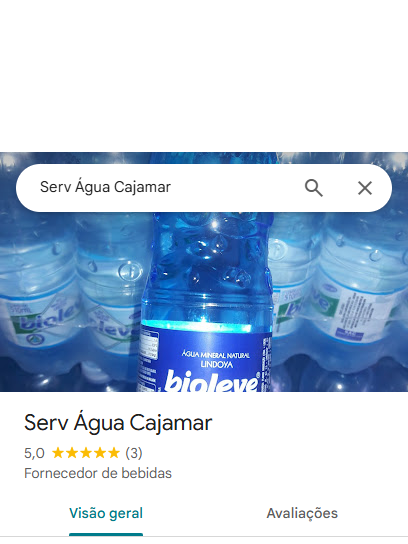 Serv Água Cajamar
ÁGUA MINERAL NATURAL
LINDOYA
bioleve
Serv Água Cajamar
5,0 ★★★★★ (3)
Fornecedor de bebidas
Visão geral
Avaliações